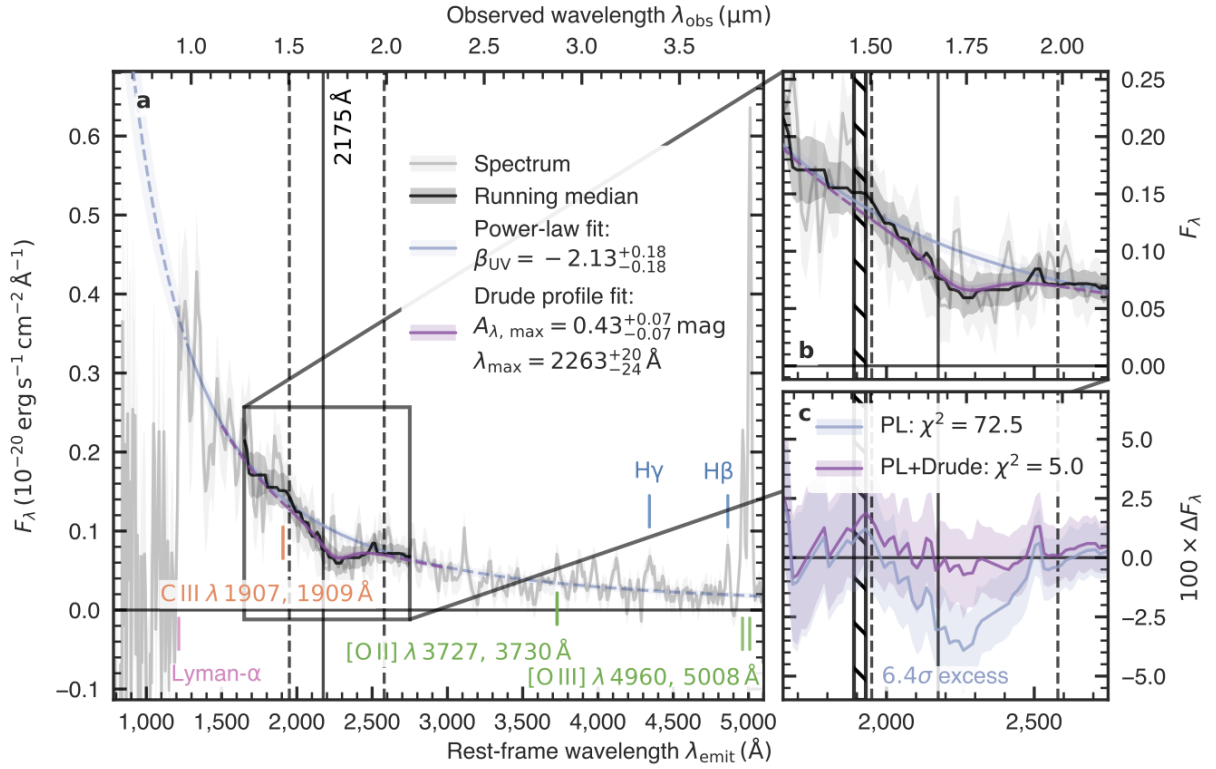 Observed wavelength λobs (μm)
1.0 1.5 2.0 2.5 3.0 3.5
1.50 1.75 2.00
a
2175 Å
0.6
0.5
0.4
0.3
0.2
0.1
0.0
−0.1
Fλ (10⁻²⁰ erg s⁻¹ cm⁻² Å⁻¹)
Spectrum
Running median
Power-law fit:
βUV = −2.13 +0.18 −0.18
Drude profile fit:
Aλ, max = 0.43 +0.07 −0.07 mag
λmax = 2263 +20 −24 Å
Hγ
Hβ
C III λ 1907, 1909 Å
[O II] λ 3727, 3730 Å
Lyman-α
[O III] λ 4960, 5008 Å
1,000 1,500 2,000 2,500 3,000 3,500 4,000 4,500 5,000
Rest-frame wavelength λemit (Å)
b
0.25
0.20
0.15
0.10
0.05
0.00
Fλ
c
PL: χ² = 72.5
PL+Drude: χ² = 5.0
6.4σ excess
5.0
2.5
0.0
−2.5
−5.0
100 × ΔFλ
2,000 2,500